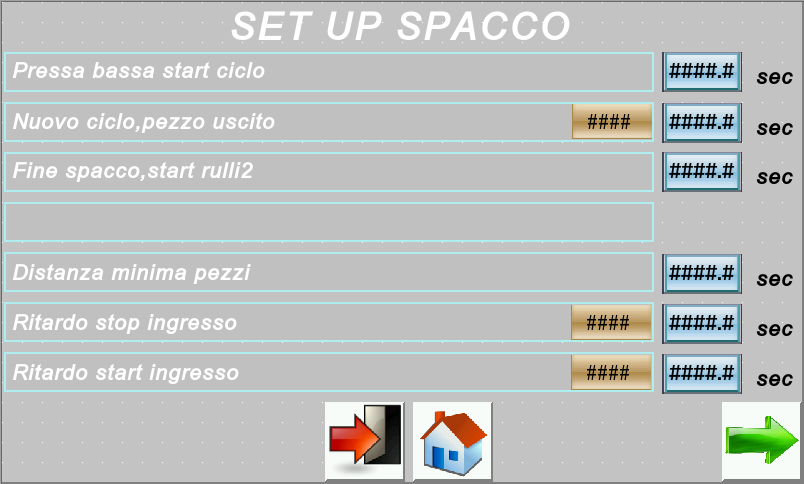 SET UP SPACCO
Pressa bassa start ciclo ####.# sec
Nuovo ciclo,pezzo uscito #### ####.# sec
Fine spacco,start rulli2 ####.# sec
Distanza minima pezzi ####.# sec
Ritardo stop ingresso #### ####.# sec
Ritardo start ingresso #### ####.# sec